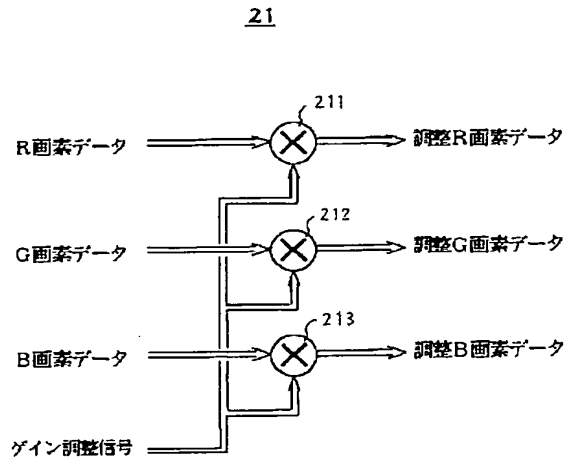 21
211
R画素データ
調整R画素データ
212
G画素データ
調整G画素データ
213
B画素データ
調整B画素データ
ゲイン調整信号